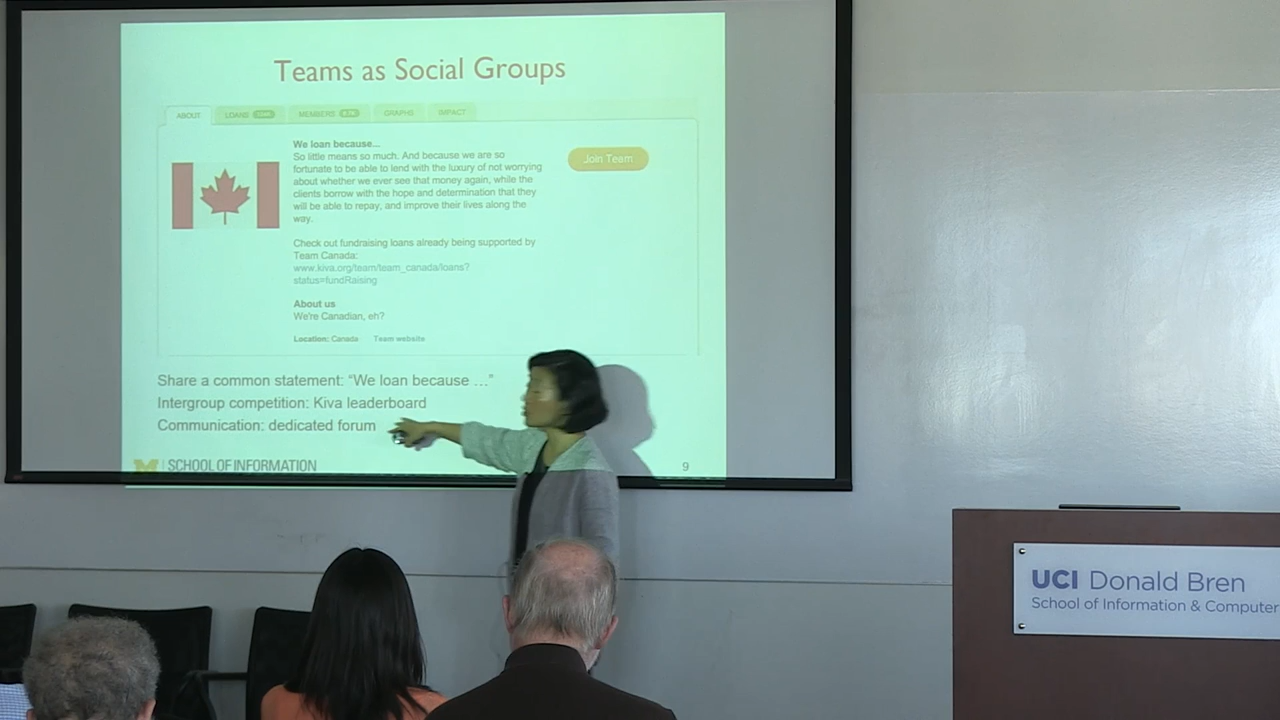 Teams as Social Groups
ABOUT LOANS MEMBERS GRAPHS IMPACT
We loan because...
So little means so much. And because we are so
fortunate to be able to lend with the luxury of not worrying
about whether we ever see that money again, while the
clients borrow with the hope and determination that they
will be able to repay, and improve their lives along the
way.
Join Team
Check out fundraising loans already being supported by
Team Canada:
www.kiva.org/team/team_canada/loans?
status=fundRaising
About us
We're Canadian, eh?
Location: Canada Team website
Share a common statement: “We loan because ...”
Intergroup competition: Kiva leaderboard
Communication: dedicated forum
M | SCHOOL OF INFORMATION
9
UCI Donald Bren
School of Information & Computer